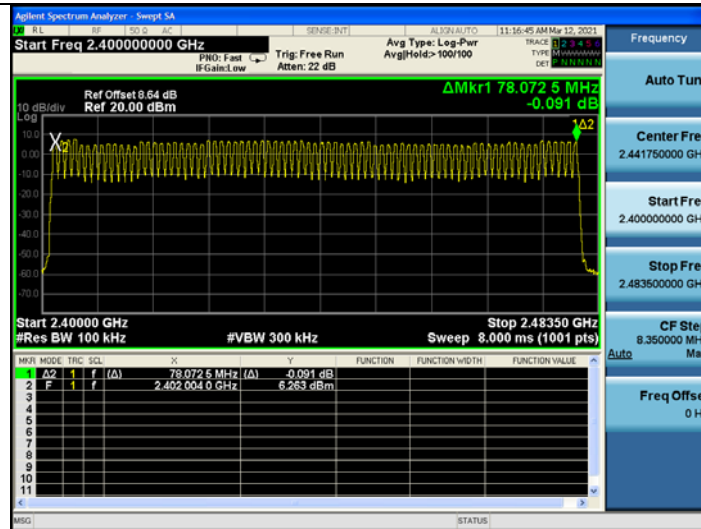 Agilent Spectrum Analyzer - Swept SA
RL RF 50 Ω AC SENSE:INT ALIGN AUTO 11:16:45 AM Mar 12, 2021
Start Freq 2.400000000 GHz
PNO: Fast
IFGain:Low
Trig: Free Run
Atten: 22 dB
Avg Type: Log-Pwr
Avg|Hold:>100/100
TRACE 1 2 3 4 5 6
TYPE M
DET P N N N N N
Ref Offset 8.64 dB
Ref 20.00 dBm
10 dB/div
Log
ΔMkr1 78.072 5 MHz
-0.091 dB
10.0
0.00
-10.0
-20.0
-30.0
-40.0
-50.0
-60.0
-70.0
X2
1Δ2
Start 2.40000 GHz
Stop 2.48350 GHz
#Res BW 100 kHz
#VBW 300 kHz
Sweep 8.000 ms (1001 pts)
MKR MODE TRC SCL X Y FUNCTION FUNCTION WIDTH FUNCTION VALUE
1 Δ2 1 f (Δ) 78.072 5 MHz (Δ) -0.091 dB
2 F 1 f 2.402 004 0 GHz 6.263 dBm
3
4
5
6
7
8
9
10
11
MSG
STATUS
Frequency
Auto Tun
Center Fre
2.441750000 GH
Start Fre
2.400000000 GH
Stop Fre
2.483500000 GH
CF Ste
8.350000 MH
Auto Ma
Freq Offse
0 H